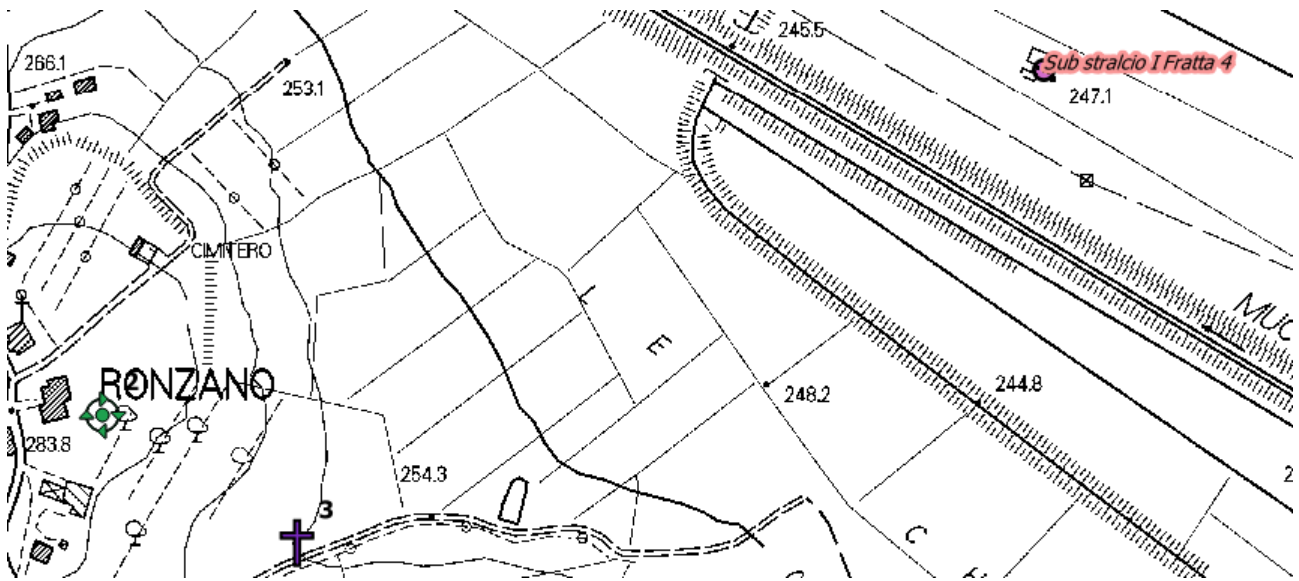 245.5
266.1
Sub stralcio I Fratta 4
253.1
247.1
CIMITERO
L
MUC
E
RONZANO
2
244.8
248.2
283.8
254.3
2
3
C